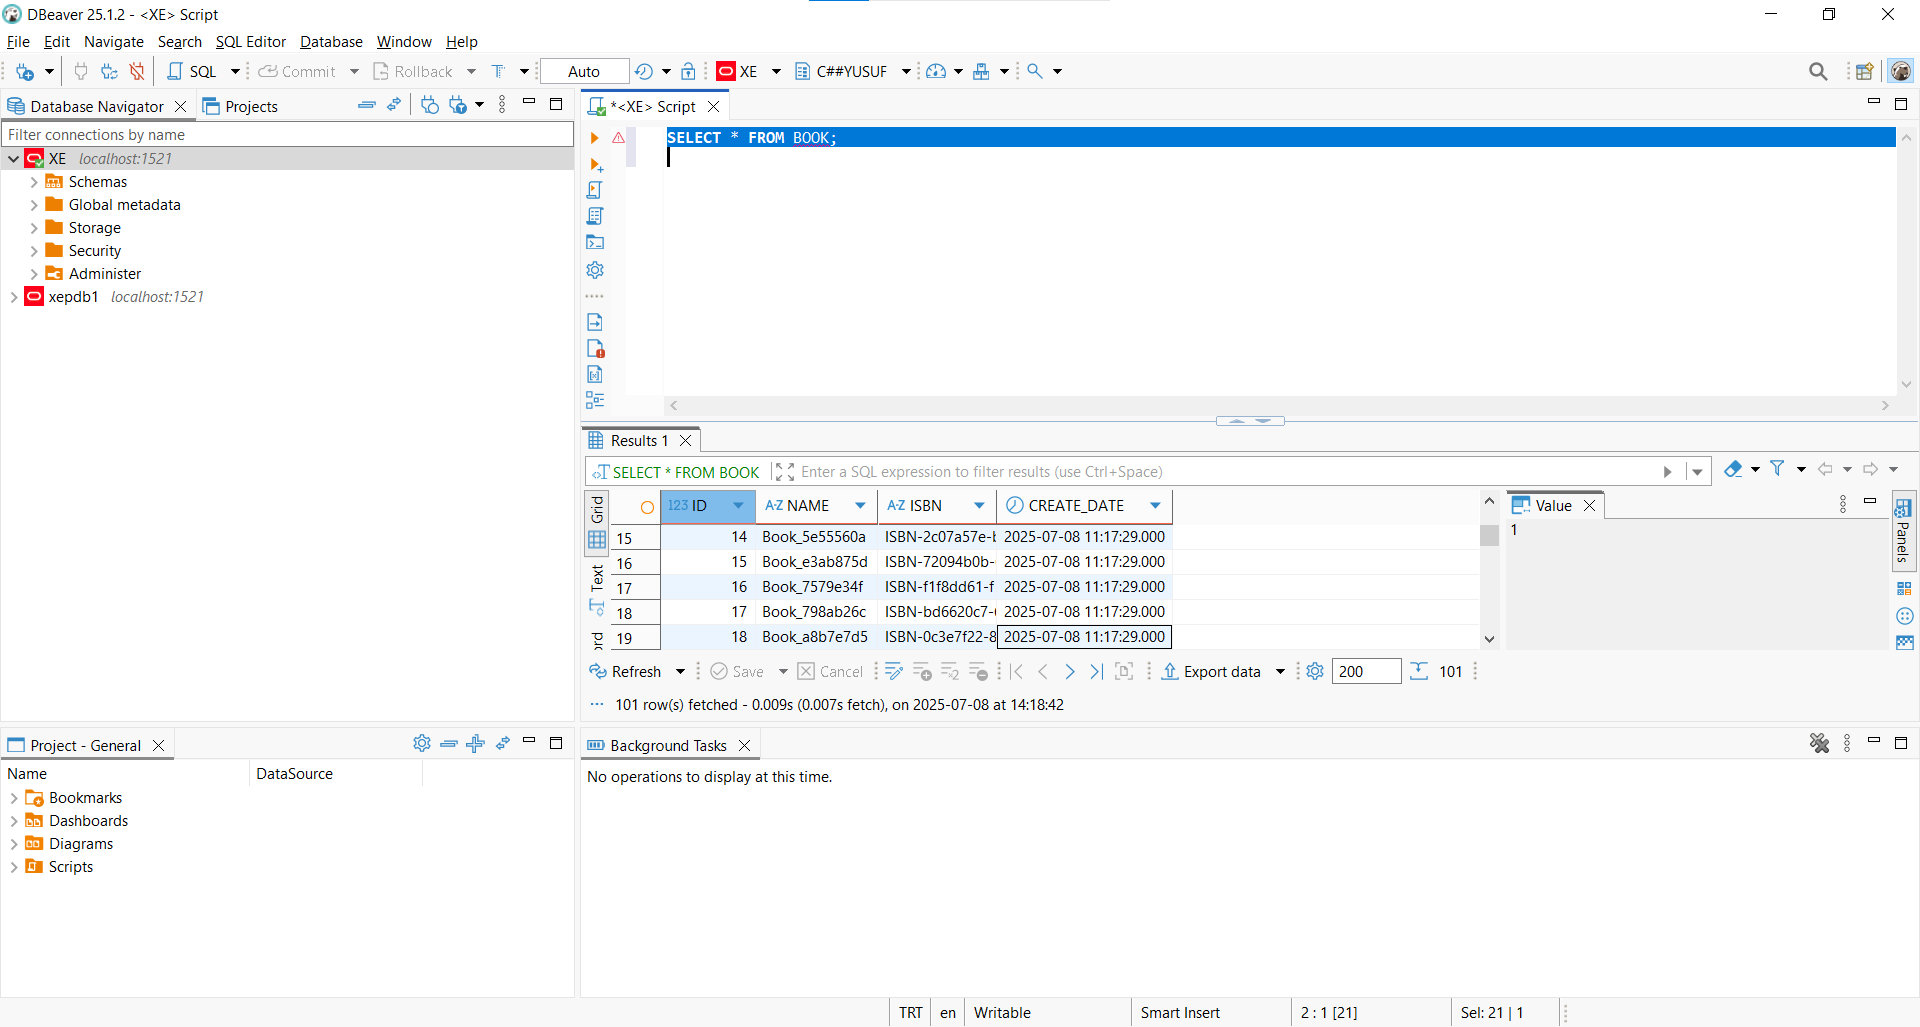 DBeaver 25.1.2 - <XE> Script
File Edit Navigate Search SQL Editor Database Window Help
SQL Commit Rollback Auto XE C##YUSUF
Database Navigator Projects
Filter connections by name
XE localhost:1521
Schemas
Global metadata
Storage
Security
Administer
xepdb1 localhost:1521
*<XE> Script
SELECT * FROM BOOK;
Results 1
SELECT * FROM BOOK Enter a SQL expression to filter results (use Ctrl+Space)
Grid
Text
ord
123 ID A-Z NAME A-Z ISBN CREATE_DATE
15 14 Book_5e55560a ISBN-2c07a57e-b 2025-07-08 11:17:29.000
16 15 Book_e3ab875d ISBN-72094b0b- 2025-07-08 11:17:29.000
17 16 Book_7579e34f ISBN-f1f8dd61-f 2025-07-08 11:17:29.000
18 17 Book_798ab26c ISBN-bd6620c7- 2025-07-08 11:17:29.000
19 18 Book_a8b7e7d5 ISBN-0c3e7f22-8 2025-07-08 11:17:29.000
Value
1
Panels
Refresh Save Cancel Export data 200 101
101 row(s) fetched - 0.009s (0.007s fetch), on 2025-07-08 at 14:18:42
Project - General
Name DataSource
Bookmarks
Dashboards
Diagrams
Scripts
Background Tasks
No operations to display at this time.
TRT en Writable Smart Insert 2 : 1 [21] Sel: 21 | 1